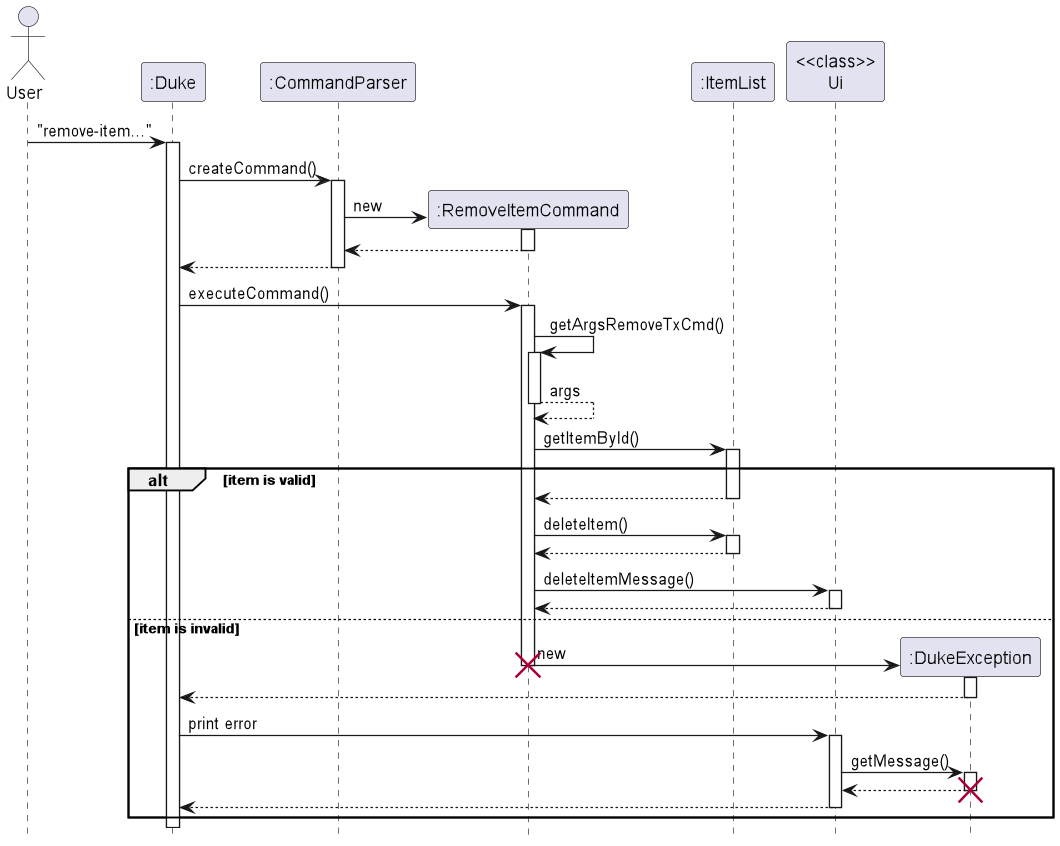 User
:Duke
:CommandParser
:ItemList
<<class>>
Ui
"remove-item..."
createCommand()
new
:RemoveItemCommand
executeCommand()
getArgsRemoveTxCmd()
args
getItemById()
alt
[item is valid]
deleteItem()
deleteItemMessage()
[item is invalid]
new
:DukeException
print error
getMessage()